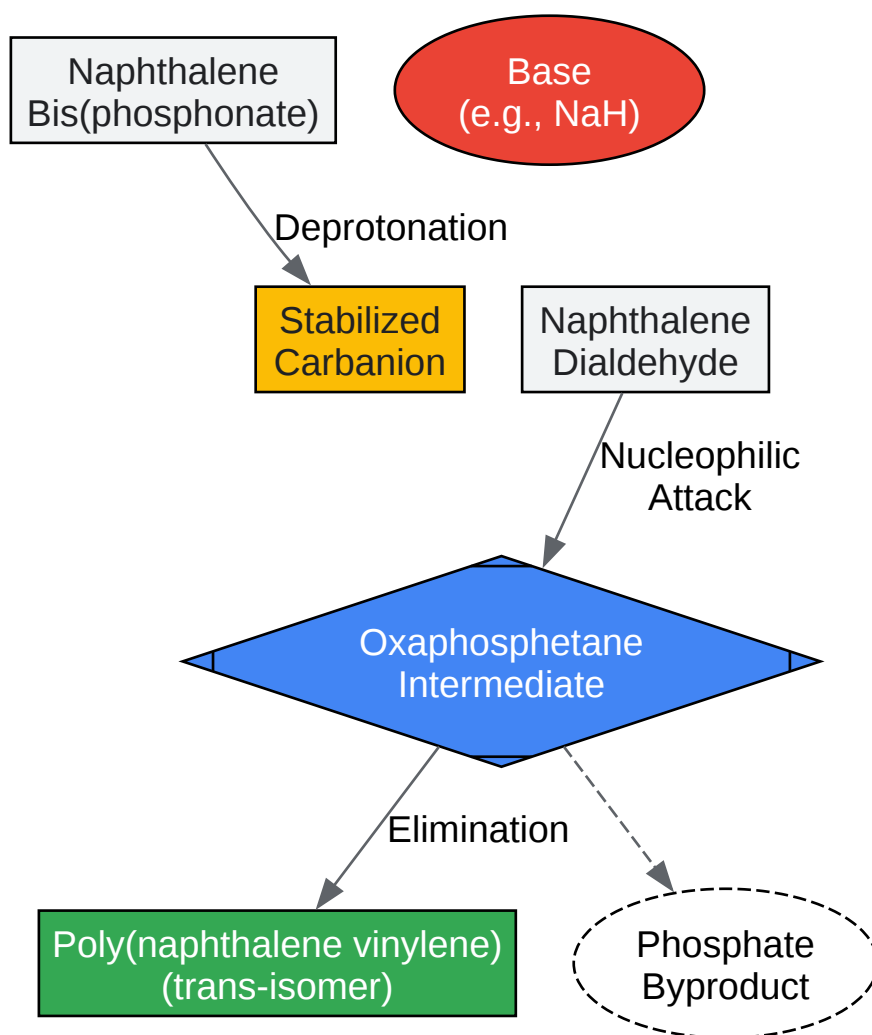 Naphthalene
Bis(phosphonate)
Base
(e.g., NaH)
Deprotonation
Stabilized
Carbanion
Naphthalene
Dialdehyde
Nucleophilic
Attack
Oxaphosphetane
Intermediate
Elimination
Poly(naphthalene vinylene)
(trans-isomer)
Phosphate
Byproduct